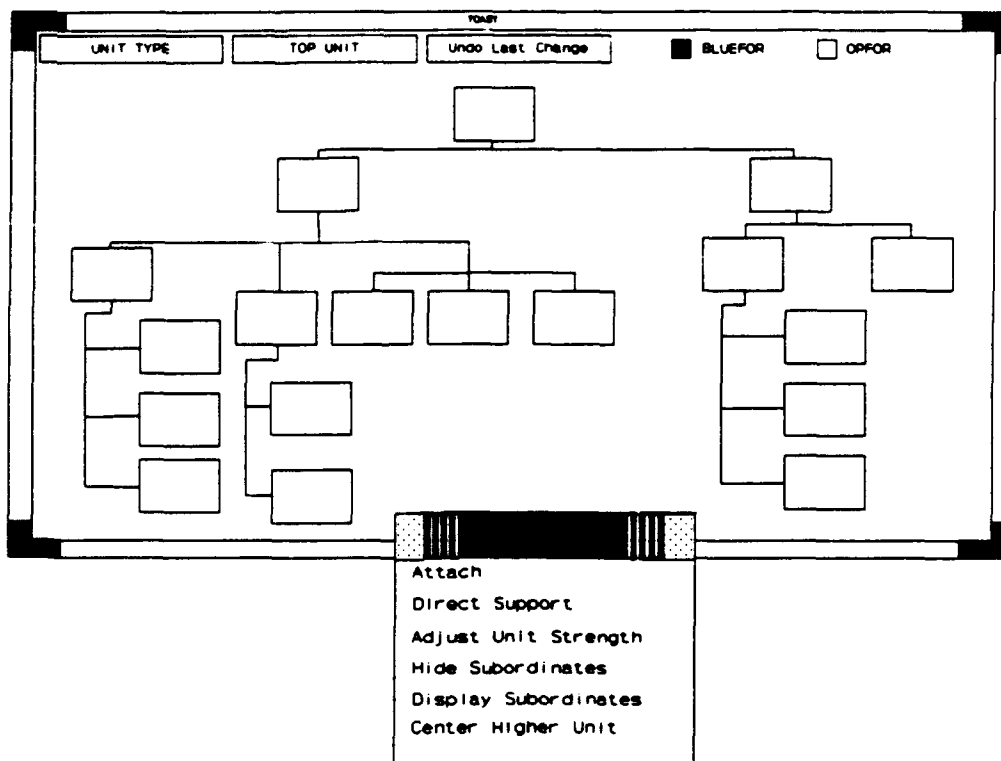 TOAST
UNIT TYPE TOP UNIT Undo Last Change BLUEFOR OPFOR
Attach
Direct Support
Adjust Unit Strength
Hide Subordinates
Display Subordinates
Center Higher Unit